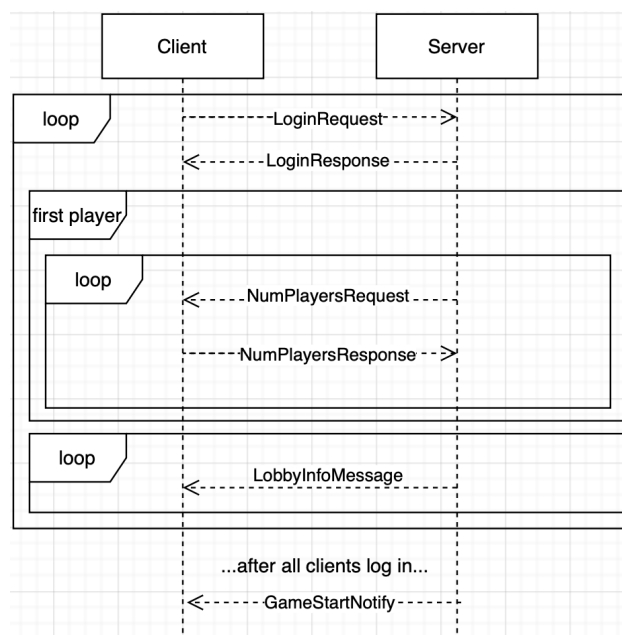 Client
Server
loop
LoginRequest
LoginResponse
first player
loop
NumPlayersRequest
NumPlayersResponse
loop
LobbyInfoMessage
...after all clients log in...
GameStartNotify